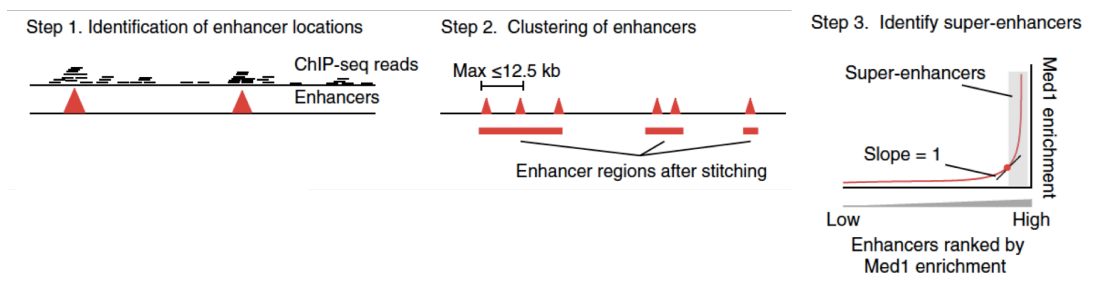 Step 1. Identification of enhancer locations
ChIP-seq reads
Enhancers
Step 2. Clustering of enhancers
Max ≤12.5 kb
Enhancer regions after stitching
Step 3. Identify super-enhancers
Super-enhancers
Slope = 1
Med1 enrichment
Low
High
Enhancers ranked by
Med1 enrichment